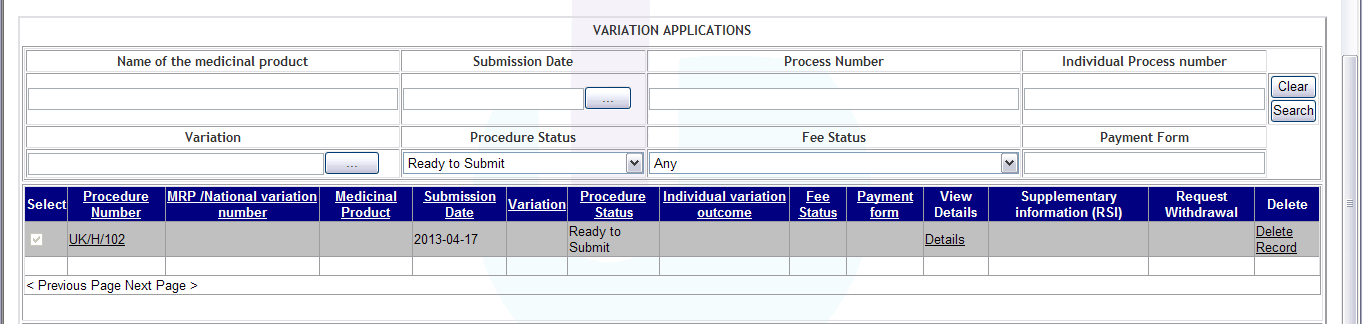 VARIATION APPLICATIONS
Name of the medicinal product Submission Date Process Number Individual Process number
... Clear
Search
Variation Procedure Status Fee Status Payment Form
... Ready to Submit Any
Select Procedure Number MRP /National variation number Medicinal Product Submission Date Variation Procedure Status Individual variation outcome Fee Status Payment form View Details Supplementary information (RSI) Request Withdrawal Delete
UK/H/102 2013-04-17 Ready to Submit Details Delete Record
< Previous Page Next Page >